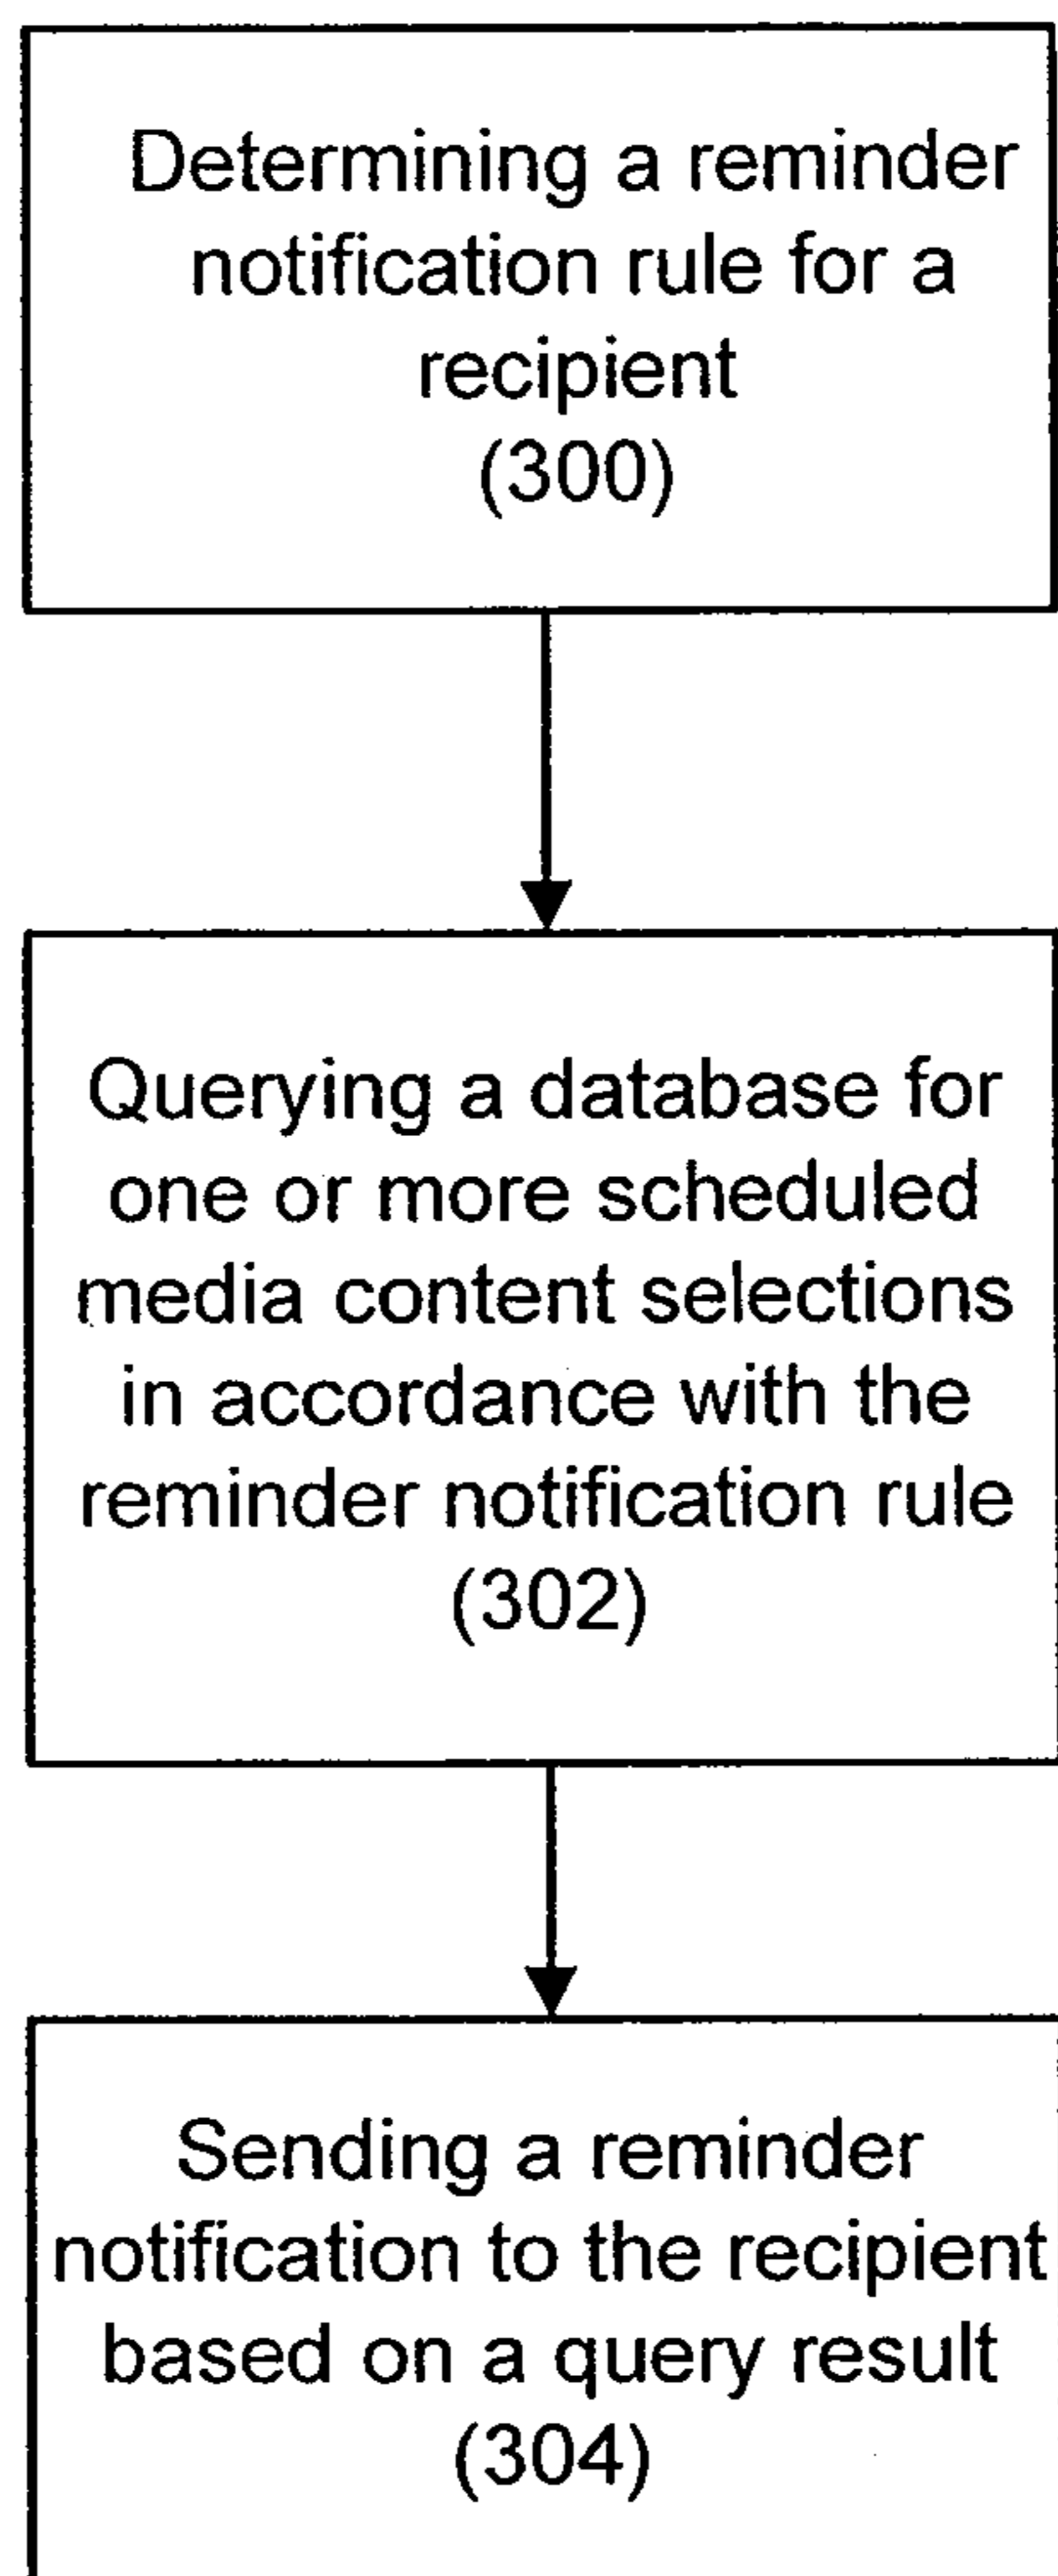 Determining a reminder
notification rule for a
recipient
(300)
Querying a database for
one or more scheduled
media content selections
in accordance with the
reminder notification rule
(302)
Sending a reminder
notification to the recipient
based on a query result
(304)